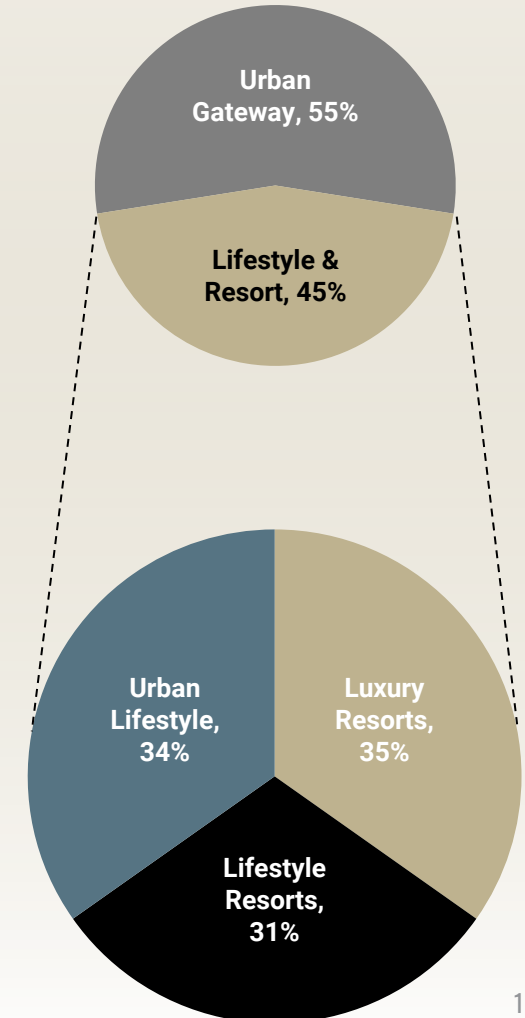 Urban
Gateway, 55%
Lifestyle &
Resort, 45%
Urban
Lifestyle,
34%
Luxury
Resorts,
35%
Lifestyle
Resorts,
31%
1